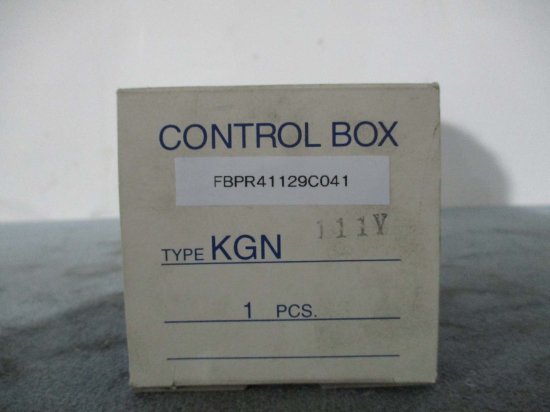 CONTROL BOX
FBPR41129C041
TYPE KGN 111Y
1 PCS.